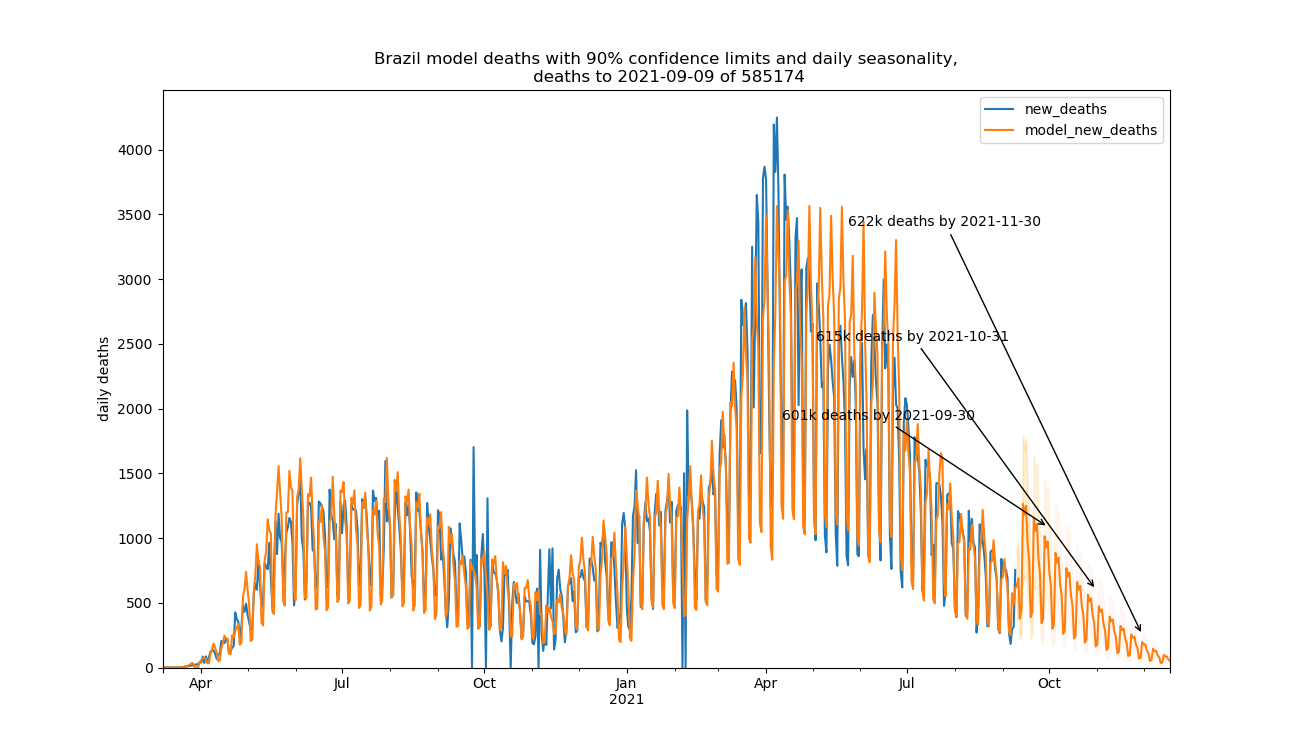 Brazil model deaths with 90% confidence limits and daily seasonality,
deaths to 2021-09-09 of 585174
new_deaths
model_new_deaths
4000
3500
3000
2500
2000
1500
1000
500
0
daily deaths
622k deaths by 2021-11-30
615k deaths by 2021-10-31
601k deaths by 2021-09-30
Apr
Jul
Oct
Jan
2021
Apr
Jul
Oct